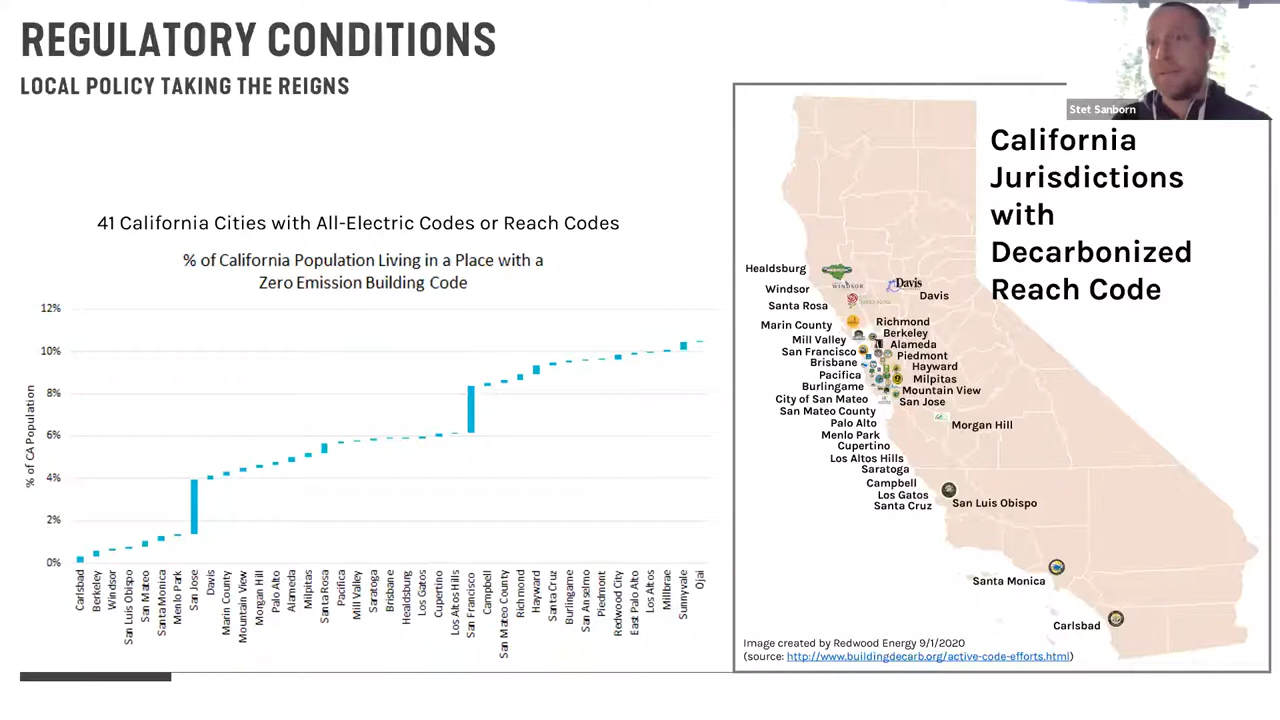 REGULATORY CONDITIONS
LOCAL POLICY TAKING THE REIGNS
Stet Sanborn
41 California Cities with All-Electric Codes or Reach Codes
% of California Population Living in a Place with a
Zero Emission Building Code
% of CA Population
12%
10%
8%
6%
4%
2%
0%
Carlsbad
Berkeley
Windsor
San Luis Obispo
San Mateo
Santa Monica
Menlo Park
San Jose
Davis
Marin County
Mountain View
Morgan Hill
Palo Alto
Alameda
Milpitas
Santa Rosa
Pacifica
Mill Valley
Saratoga
Brisbane
Healdsburg
Los Gatos
Cupertino
Los Altos Hills
San Francisco
Campbell
San Mateo County
Richmond
Hayward
Santa Cruz
Burlingame
San Anselmo
Piedmont
Redwood City
East Palo Alto
Los Altos
Millbrae
Sunnyvale
Ojai
California
Jurisdictions
with
Decarbonized
Reach Code
Healdsburg
Windsor
WINDSOR
Davis
Davis
Santa Rosa
Marin County
Richmond
Berkeley
Mill Valley
Alameda
San Francisco
Piedmont
Brisbane
Hayward
Pacifica
Milpitas
Burlingame
Mountain View
City of San Mateo
San Jose
San Mateo County
Palo Alto
Morgan Hill
Menlo Park
Cupertino
Los Altos Hills
Saratoga
Campbell
Los Gatos
Santa Cruz
San Luis Obispo
Santa Monica
Carlsbad
Image created by Redwood Energy 9/1/2020
(source: http://www.buildingdecarb.org/active-code-efforts.html)